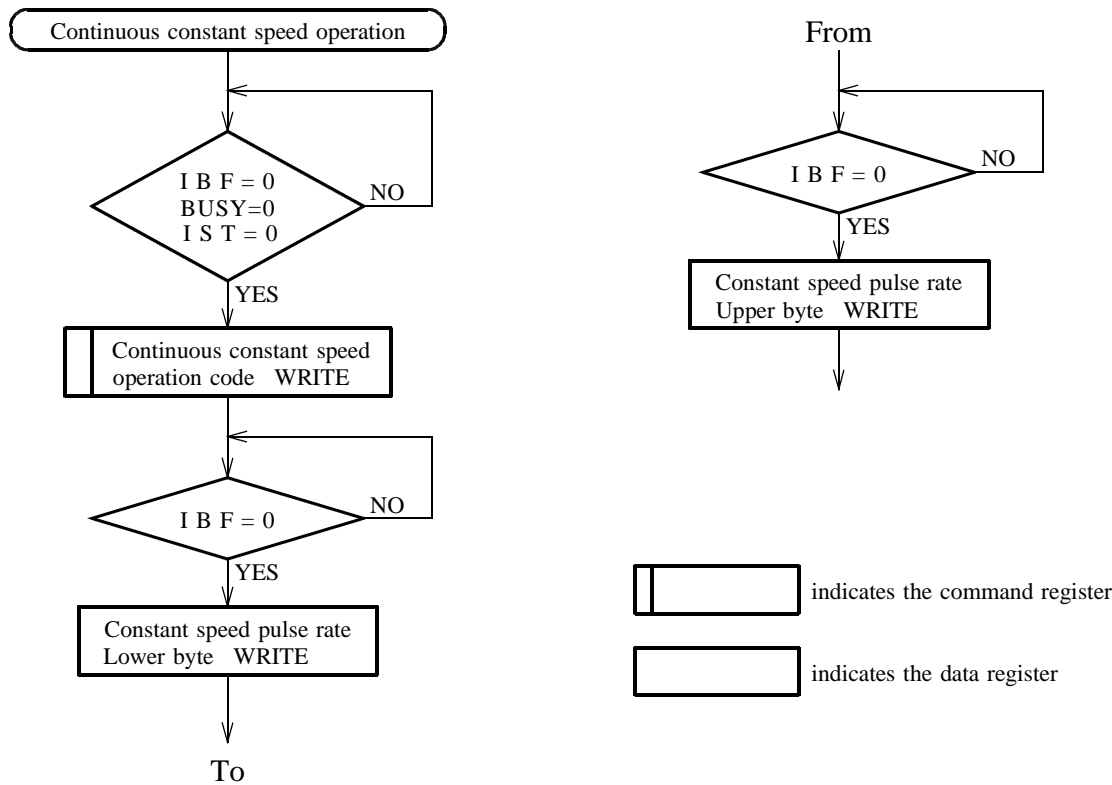 Continuous constant speed operation
I B F = 0
BUSY=0
I S T = 0
NO
YES
Continuous constant speed
operation code WRITE
I B F = 0
NO
YES
Constant speed pulse rate
Lower byte WRITE
To
From
I B F = 0
NO
YES
Constant speed pulse rate
Upper byte WRITE
indicates the command register
indicates the data register